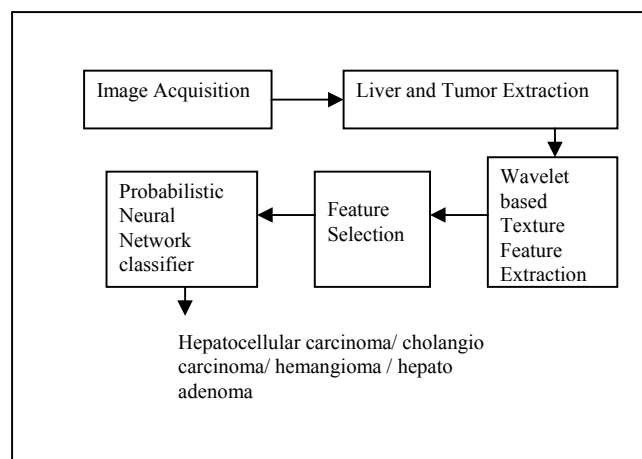 Image Acquisition
Liver and Tumor Extraction
Wavelet
based
Texture
Feature
Extraction
Feature
Selection
Probabilistic
Neural
Network
classifier
Hepatocellular carcinoma/ cholangio
carcinoma/ hemangioma / hepato
adenoma